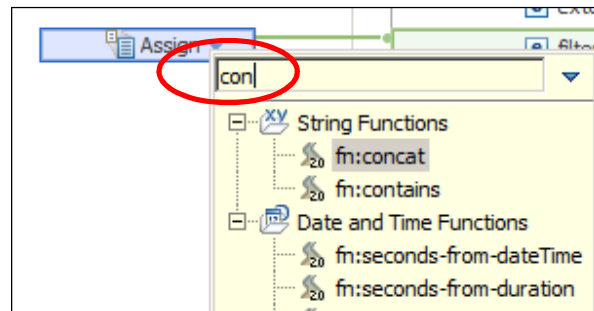 Assign
con
String Functions
fn:concat
fn:contains
Date and Time Functions
fn:seconds-from-dateTime
fn:seconds-from-duration